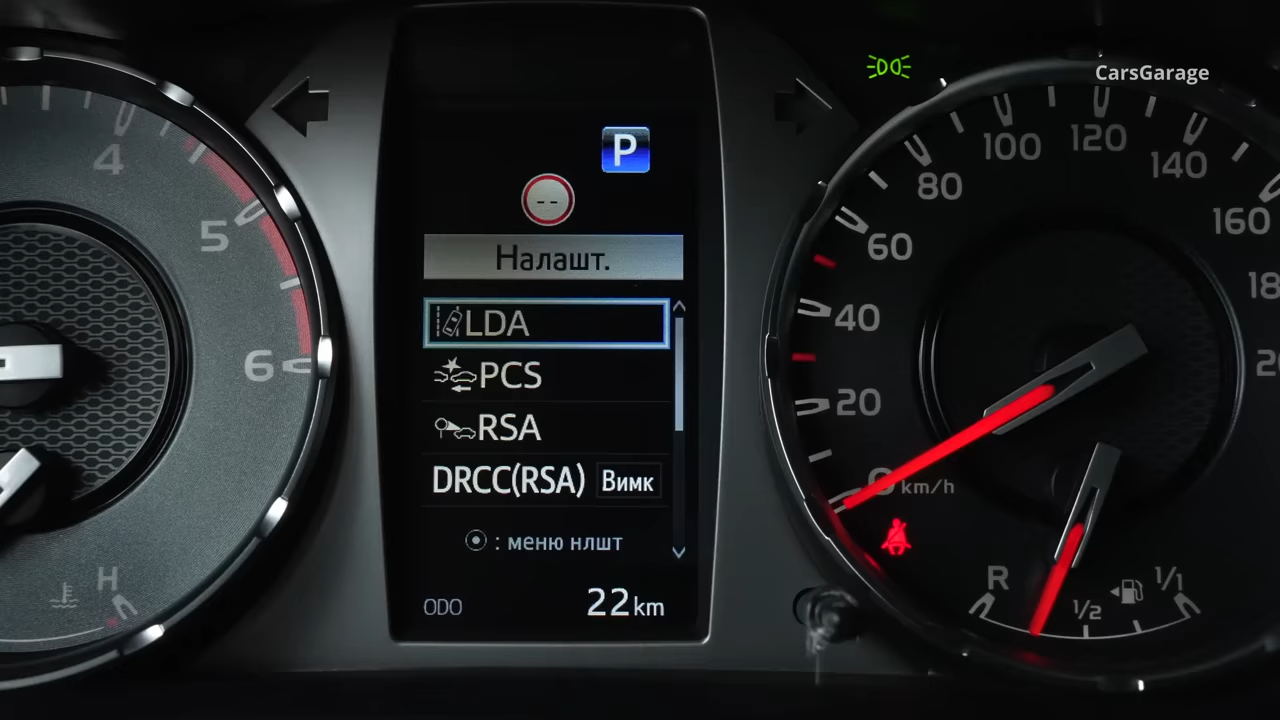 CarsGarage
P
--
Налашт.
LDA
PCS
RSA
DRCC(RSA) Вимк
: меню нлшт
ODO 22 km
4
5
6
H
0 km/h
20
40
60
80
100
120
140
160
R
1/2
1/1